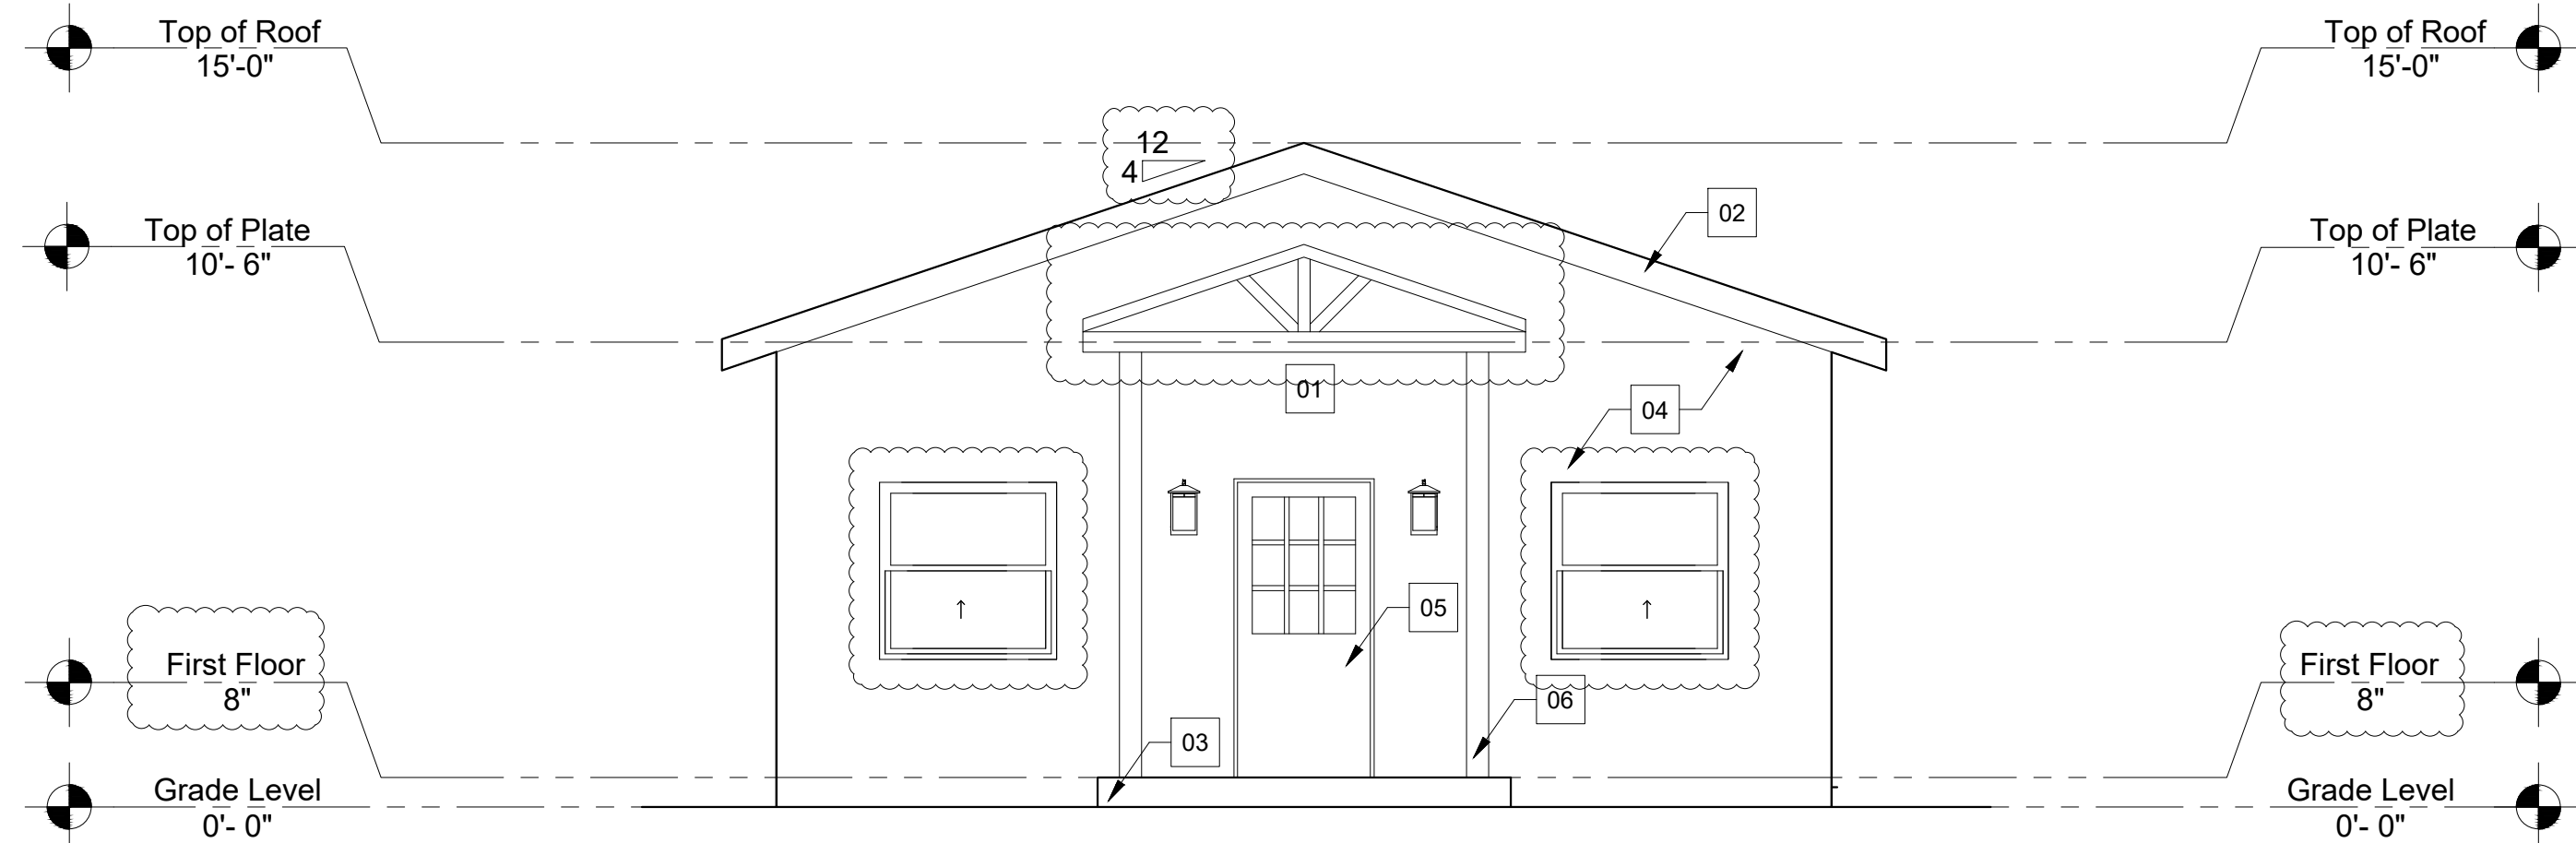 Top of Roof
15'-0"
Top of Roof
15'-0"
12
4
02
Top of Plate
10'- 6"
Top of Plate
10'- 6"
01
04
05
First Floor
8"
06
First Floor
8"
03
Grade Level
0'- 0"
Grade Level
0'- 0"